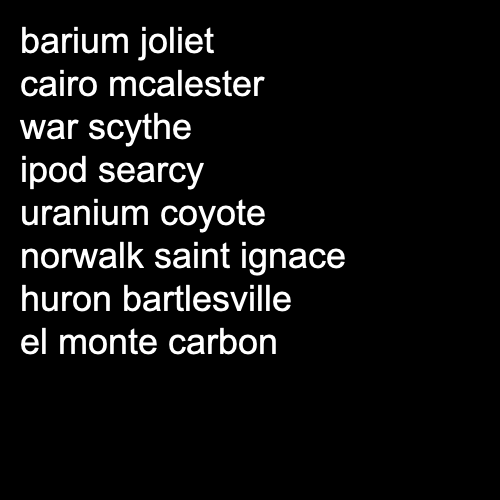 barium joliet
cairo mcalester
war scythe
ipod searcy
uranium coyote
norwalk saint ignace
huron bartlesville
el monte carbon